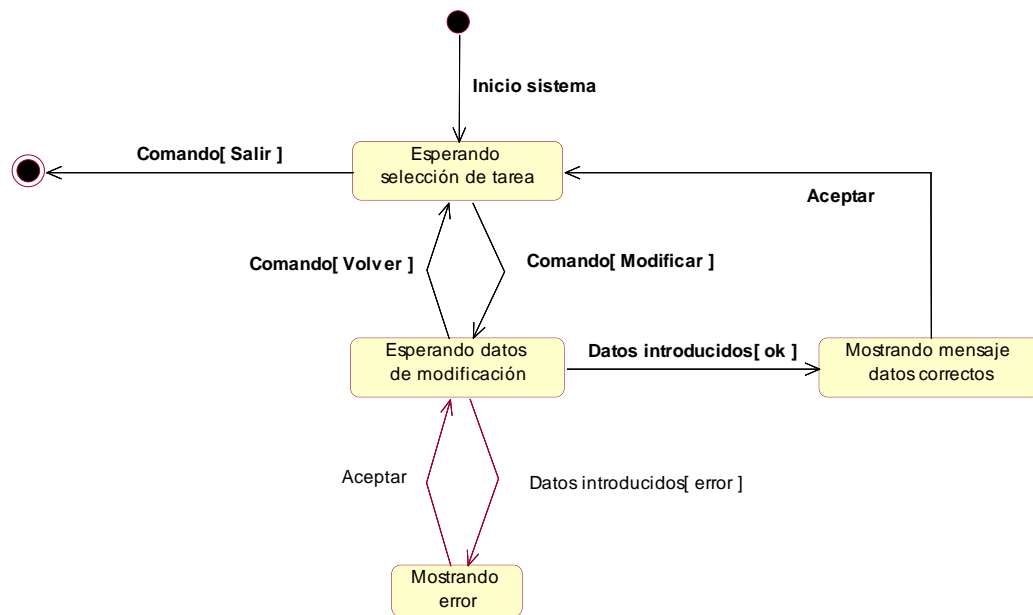 Inicio sistema
Comando[ Salir ]
Esperando
selección de tarea
Aceptar
Comando[ Volver ]
Comando[ Modificar ]
Esperando datos
de modificación
Datos introducidos[ ok ]
Mostrando mensaje
datos correctos
Aceptar
Datos introducidos[ error ]
Mostrando
error